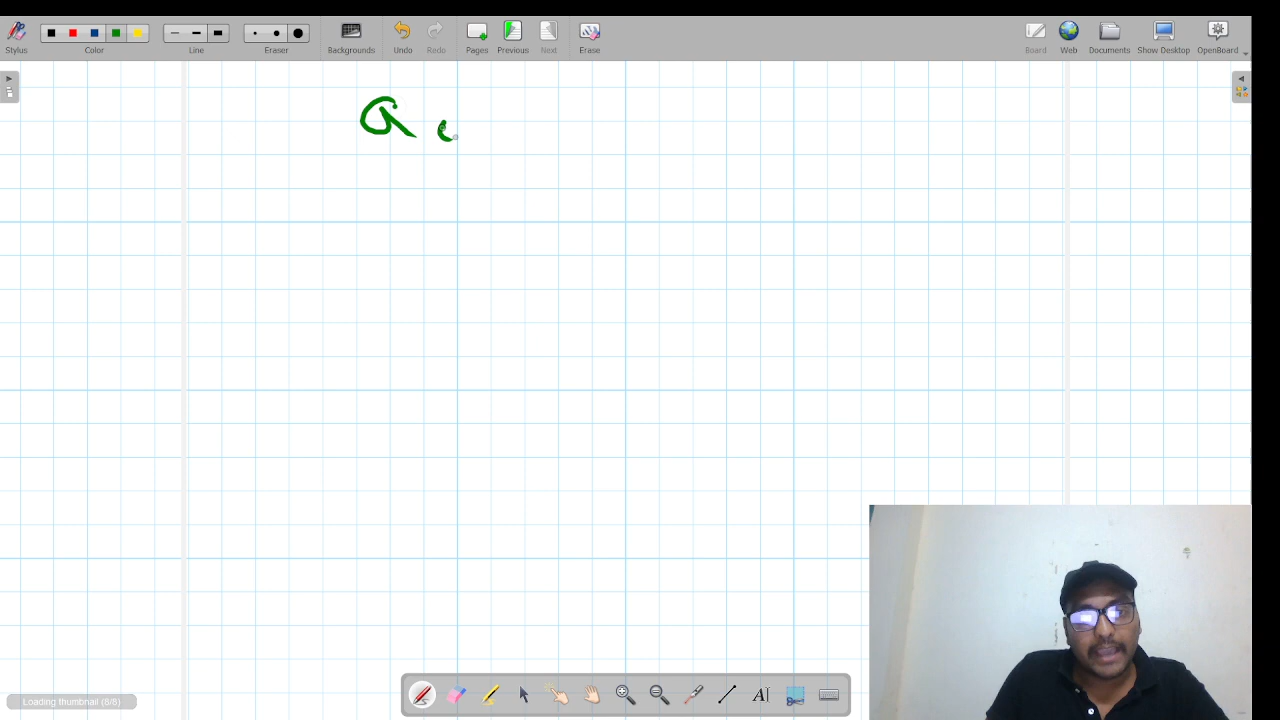 Stylus Color Line Eraser Backgrounds Undo Redo Pages Previous Next Erase Board Web Documents Show Desktop OpenBoard
Loading thumbnail (8/8)